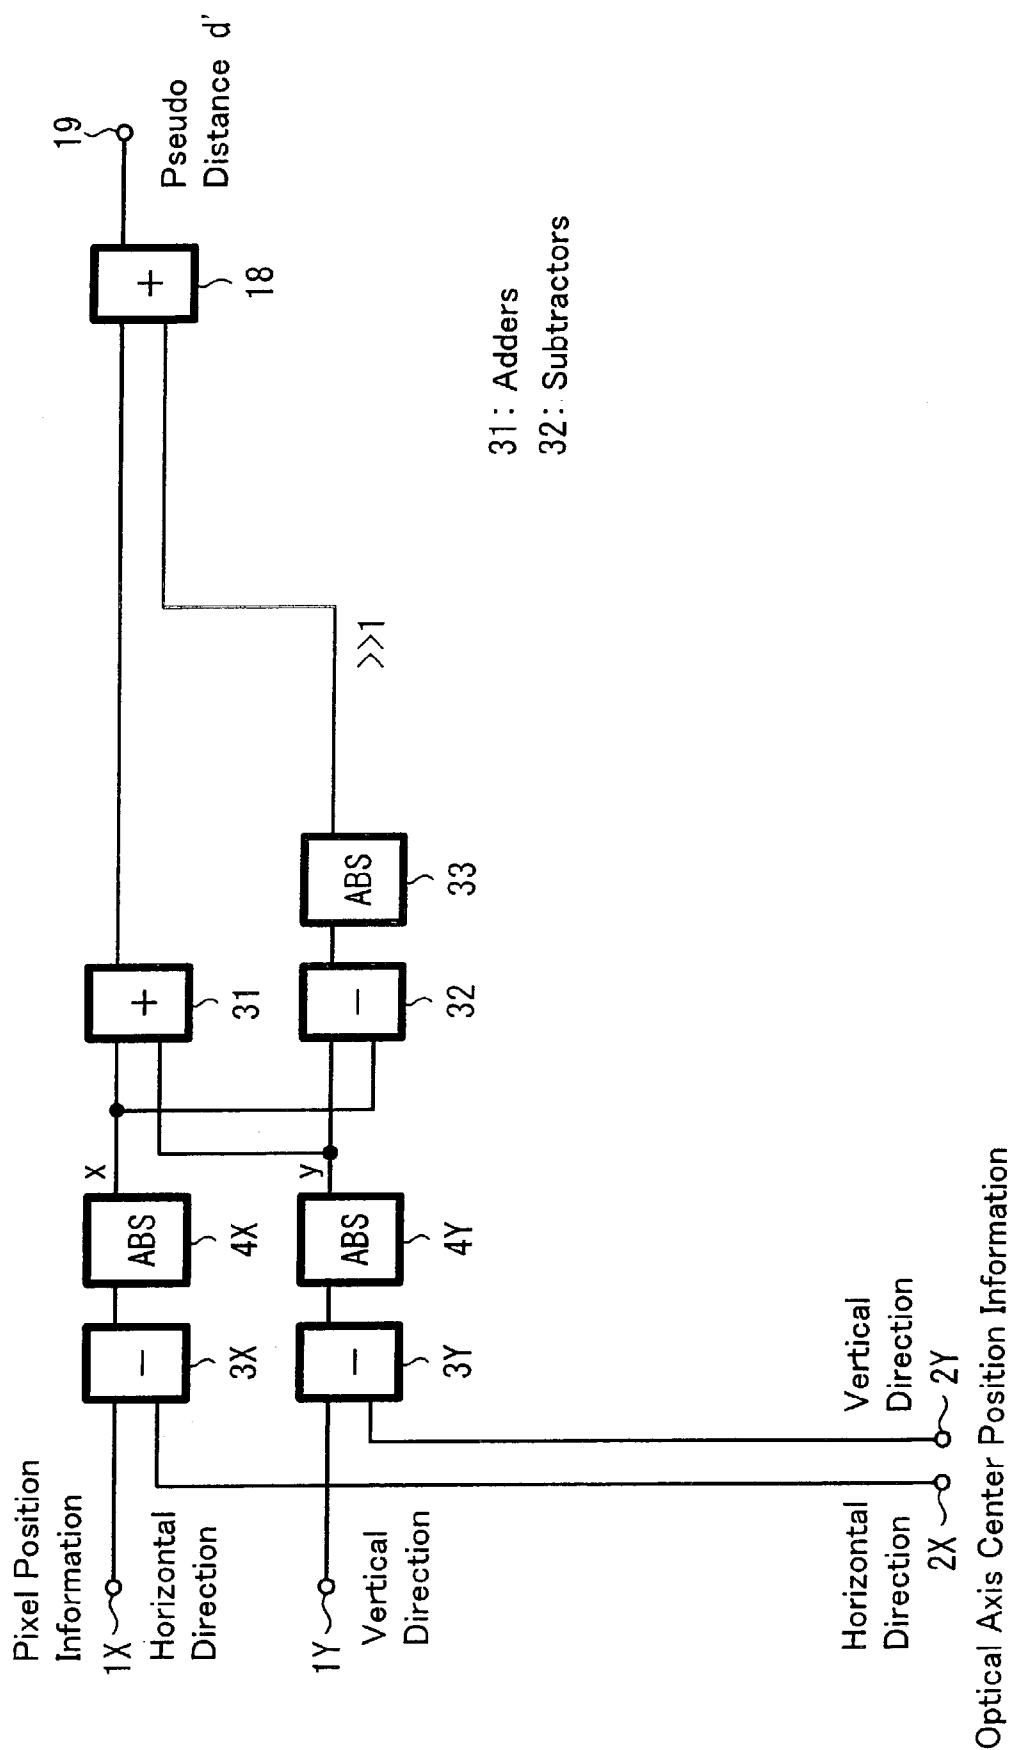 Pixel Position
Information
1X
Horizontal
Direction
1Y
Vertical
Direction
－
3X
ABS
4X
x
－
3Y
ABS
4Y
y
+
31
－
32
ABS
33
>>1
+
18
19
Pseudo
Distance d'
31: Adders
32: Subtractors
Horizontal
Direction
2X
Vertical
Direction
2Y
Optical Axis Center Position Information